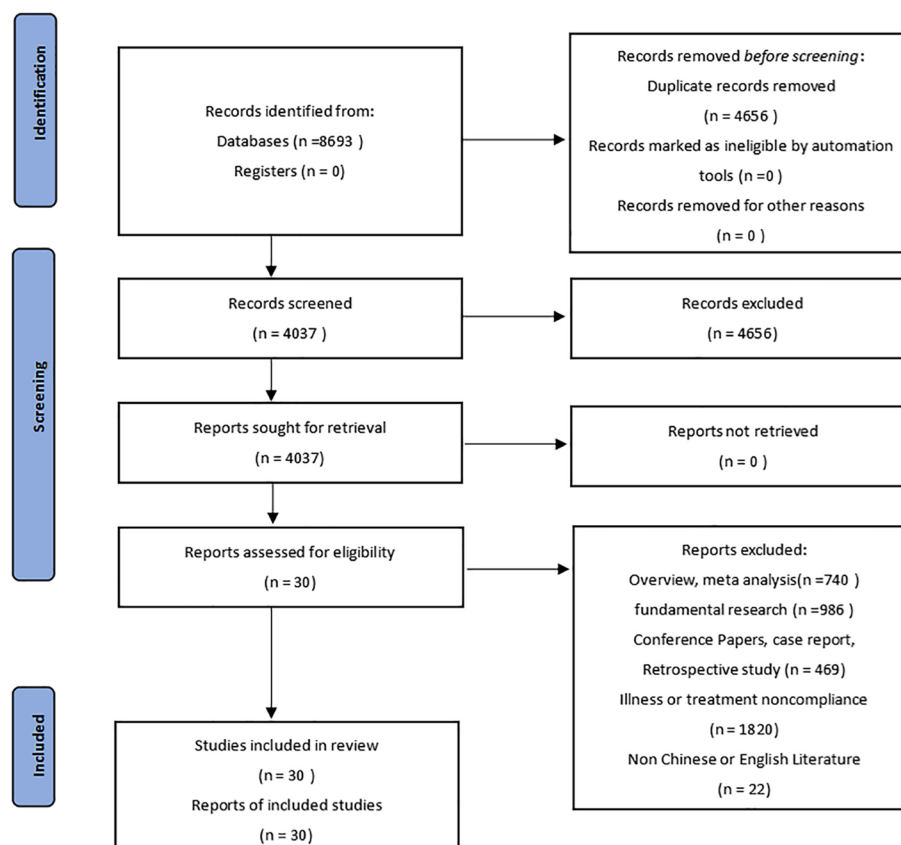 Identification
Records identified from:
Databases (n =8693 )
Registers (n = 0)
Records removed before screening:
Duplicate records removed
(n = 4656 )
Records marked as ineligible by automation
tools (n =0 )
Records removed for other reasons
(n = 0 )
Screening
Records screened
(n = 4037 )
Records excluded
(n = 4656)
Reports sought for retrieval
(n = 4037)
Reports not retrieved
(n = 0 )
Reports assessed for eligibility
(n = 30)
Reports excluded:
Overview, meta analysis(n =740 )
fundamental research (n =986 )
Conference Papers, case report,
Retrospective study (n = 469)
Illness or treatment noncompliance
(n = 1820)
Non Chinese or English Literature
(n = 22)
Included
Studies included in review
(n = 30 )
Reports of included studies
(n = 30)